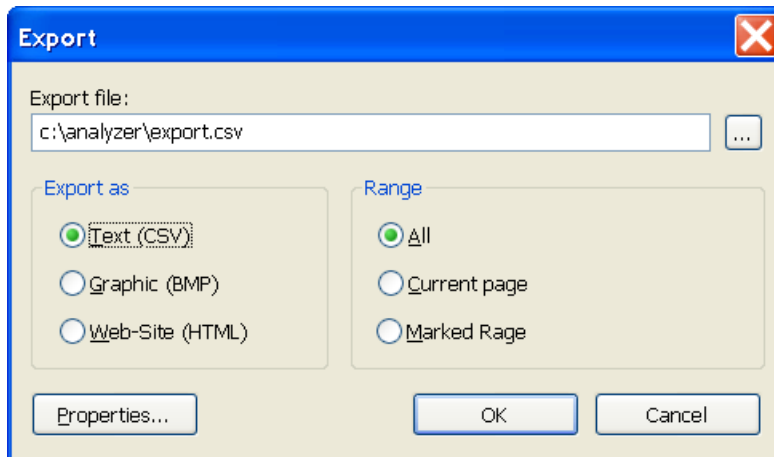 Export
Export file:
c:\analyzer\export.csv
...
Export as
Text (CSV)
Graphic (BMP)
Web-Site (HTML)
Range
All
Current page
Marked Rage
Properties...
OK
Cancel